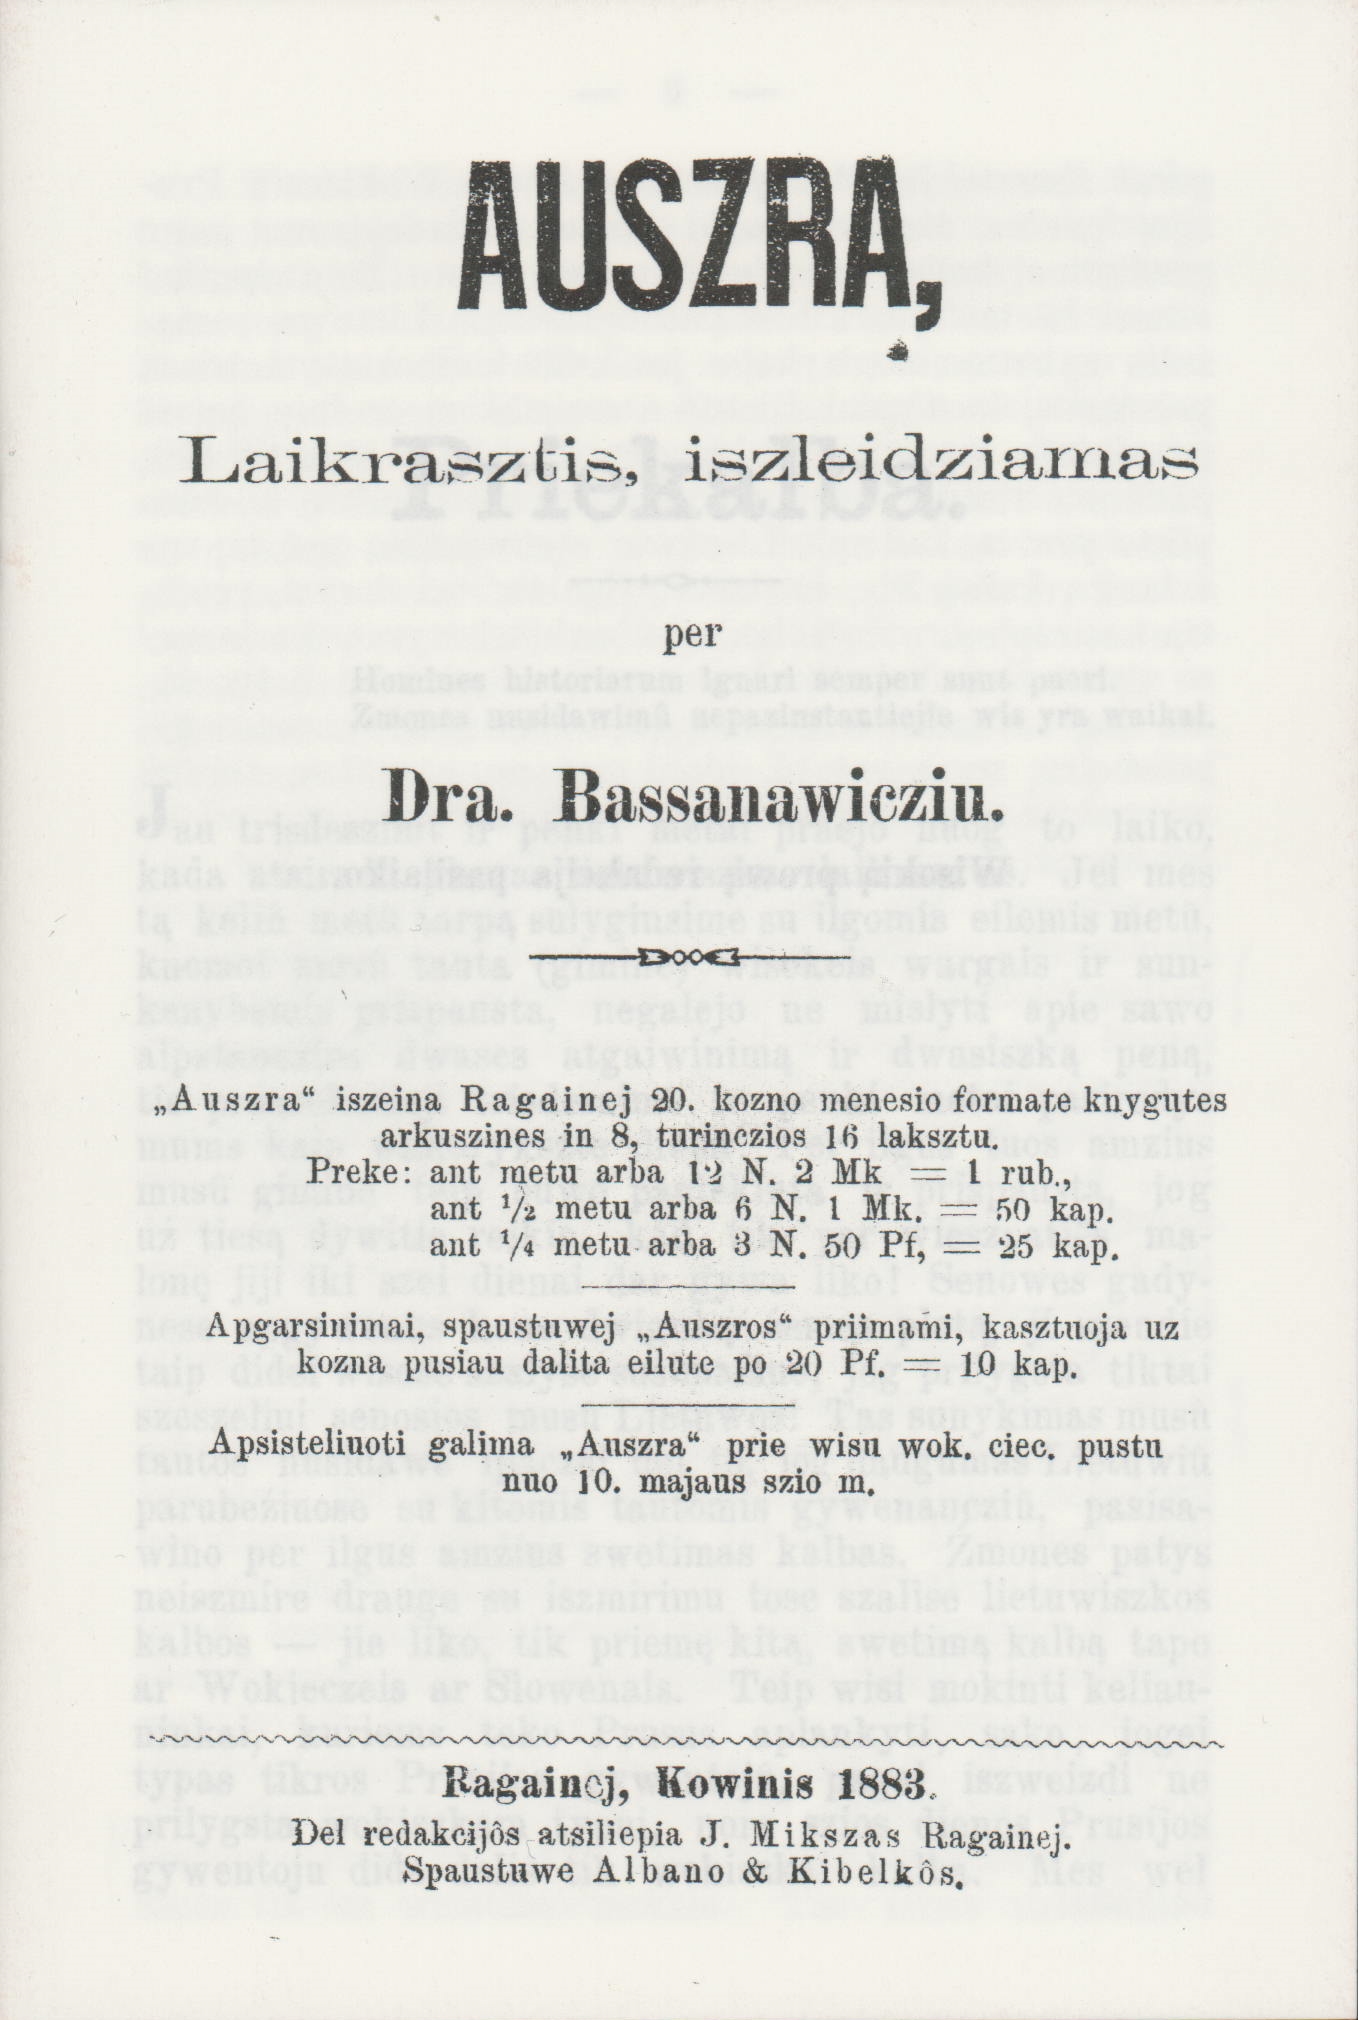 AUSZRA,
Laikrasztis, iszleidziamas
per
Dra. Bassanawicziu.
„Auszra“ iszeina Ragainej 20. kozno menesio formate knygutes
arkuszines in 8, turinczios 16 laksztu.
Preke: ant metu arba 12 N. 2 Mk = 1 rub.,
ant 1/2 metu arba 6 N. 1 Mk. = 50 kap.
ant 1/4 metu arba 3 N. 50 Pf, = 25 kap.
Apgarsinimai, spaustuwej „Auszros“ priimami, kasztuoja uz
kozna pusiau dalita eilute po 20 Pf. = 10 kap.
Apsisteliuoti galima „Auszra“ prie wisu wok. ciec. pustu
nuo 10. majaus szio m.
Ragainej, Kowinis 1883.
Del redakcijôs atsiliepia J. Mikszas Ragainej.
Spaustuwe Albano & Kibelkôs.